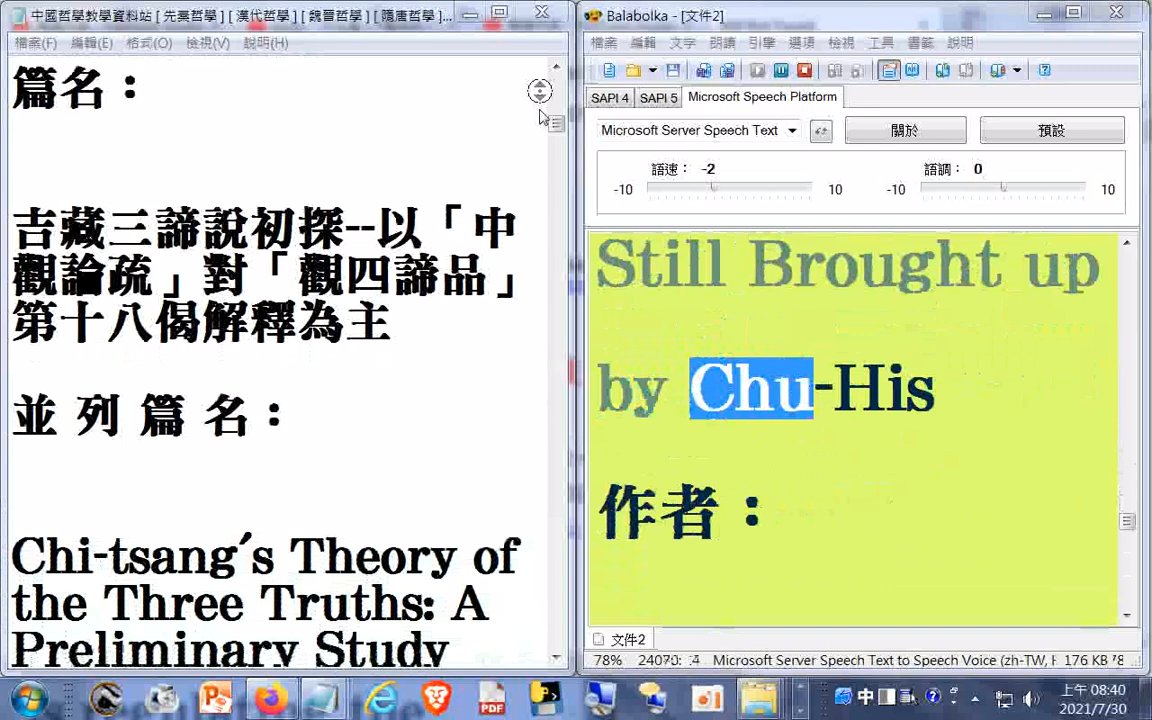 中國哲學教學資料站 [ 先秦哲學 ] [ 漢代哲學 ] [ 魏晉哲學 ] [ 隋唐哲學 ]...
檔案(F) 編輯(E) 格式(O) 檢視(V) 說明(H)
篇名：
吉藏三諦說初探--以「中
觀論疏」對「觀四諦品」
第十八偈解釋為主
並 列 篇 名：
Chi-tsang's Theory of
the Three Truths: A
Preliminary Study
Balabolka - [文件2]
檔案 編輯 文字 朗讀 引擎 選項 檢視 工具 書籤 說明
SAPI 4 SAPI 5 Microsoft Speech Platform
Microsoft Server Speech Text 關於 預設
語速： -2 語調： 0
-10 10 -10 10
Still Brought up
by Chu-His
作者：
文件2
78% 24070: Microsoft Server Speech Text to Speech Voice (zh-TW, 176 KB
中 上午 08:40
2021/7/30